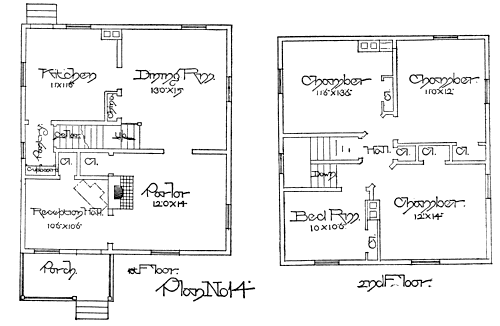 Kitchen
11'x11'6"
Dining Rm.
13'0"x15'
Cellar
Up
Cl.
Cl.
Cupboard
Parlor
12'0"x14'
Reception Hall.
10'6"x10'6"
Porch.
1st Floor.
Plan No 14.
Chamber
11'6"x13'6"
Chamber
11'0"x12'
Cl.
Hall.
Cl.
Cl.
Cl.
Down
Bed Rm.
10'x10'6"
Cl.
Chamber
12'x14'
2nd Floor.